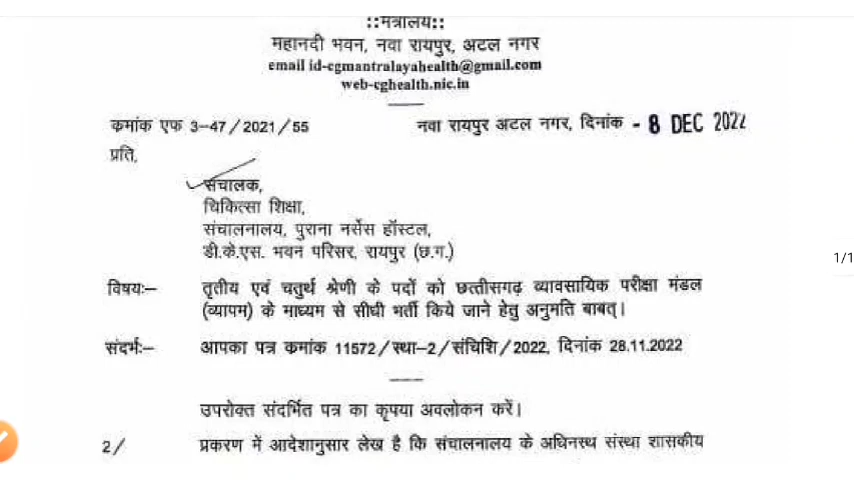 ::मंत्रालय::
महानदी भवन, नवा रायपुर, अटल नगर
email id-cgmantralayahealth@gmail.com
web-cghealth.nic.in
कमांक एफ 3–47/2021/55 नवा रायपुर अटल नगर, दिनांक - 8 DEC 2022
प्रति,
संचालक,
चिकित्सा शिक्षा,
संचालनालय, पुराना नर्सेस हॉस्टल,
डी.के.एस. भवन परिसर, रायपुर (छ.ग.)
1/1
विषयः– तृतीय एवं चतुर्थ श्रेणी के पदों को छत्तीसगढ़ व्यावसायिक परीक्षा मंडल
(व्यापम) के माध्यम से सीधी भर्ती किये जाने हेतु अनुमति बाबत्।
संदर्भः– आपका पत्र कमांक 11572/स्था–2/संचिशि/2022, दिनांक 28.11.2022
उपरोक्त संदर्भित पत्र का कृपया अवलोकन करें।
2/ प्रकरण में आदेशानुसार लेख है कि संचालनालय के अधिनस्थ संस्था शासकीय